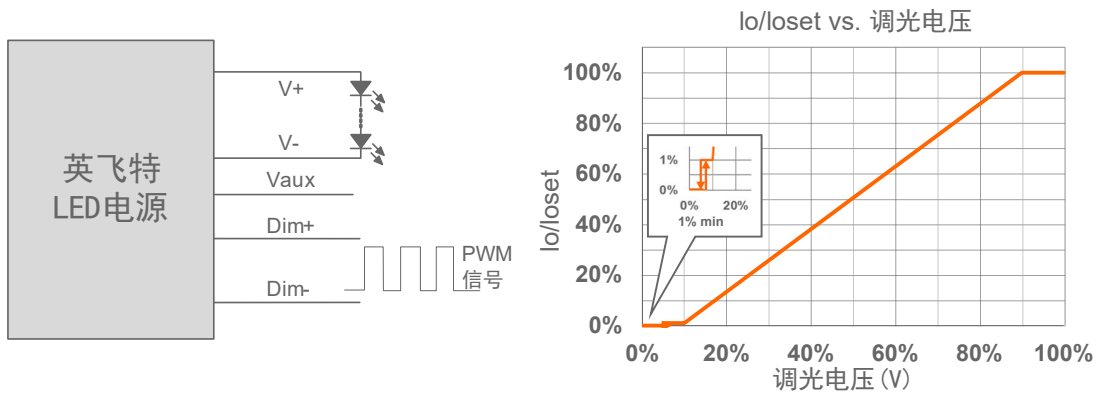 英飞特
LED电源
V+
V-
Vaux
Dim+
Dim-
PWM
信号
Io/Ioset vs. 调光电压
Io/Ioset
100%
80%
60%
40%
20%
0%
1%
0%
0% 20%
1% min
0% 20% 40% 60% 80% 100%
调光电压(V)